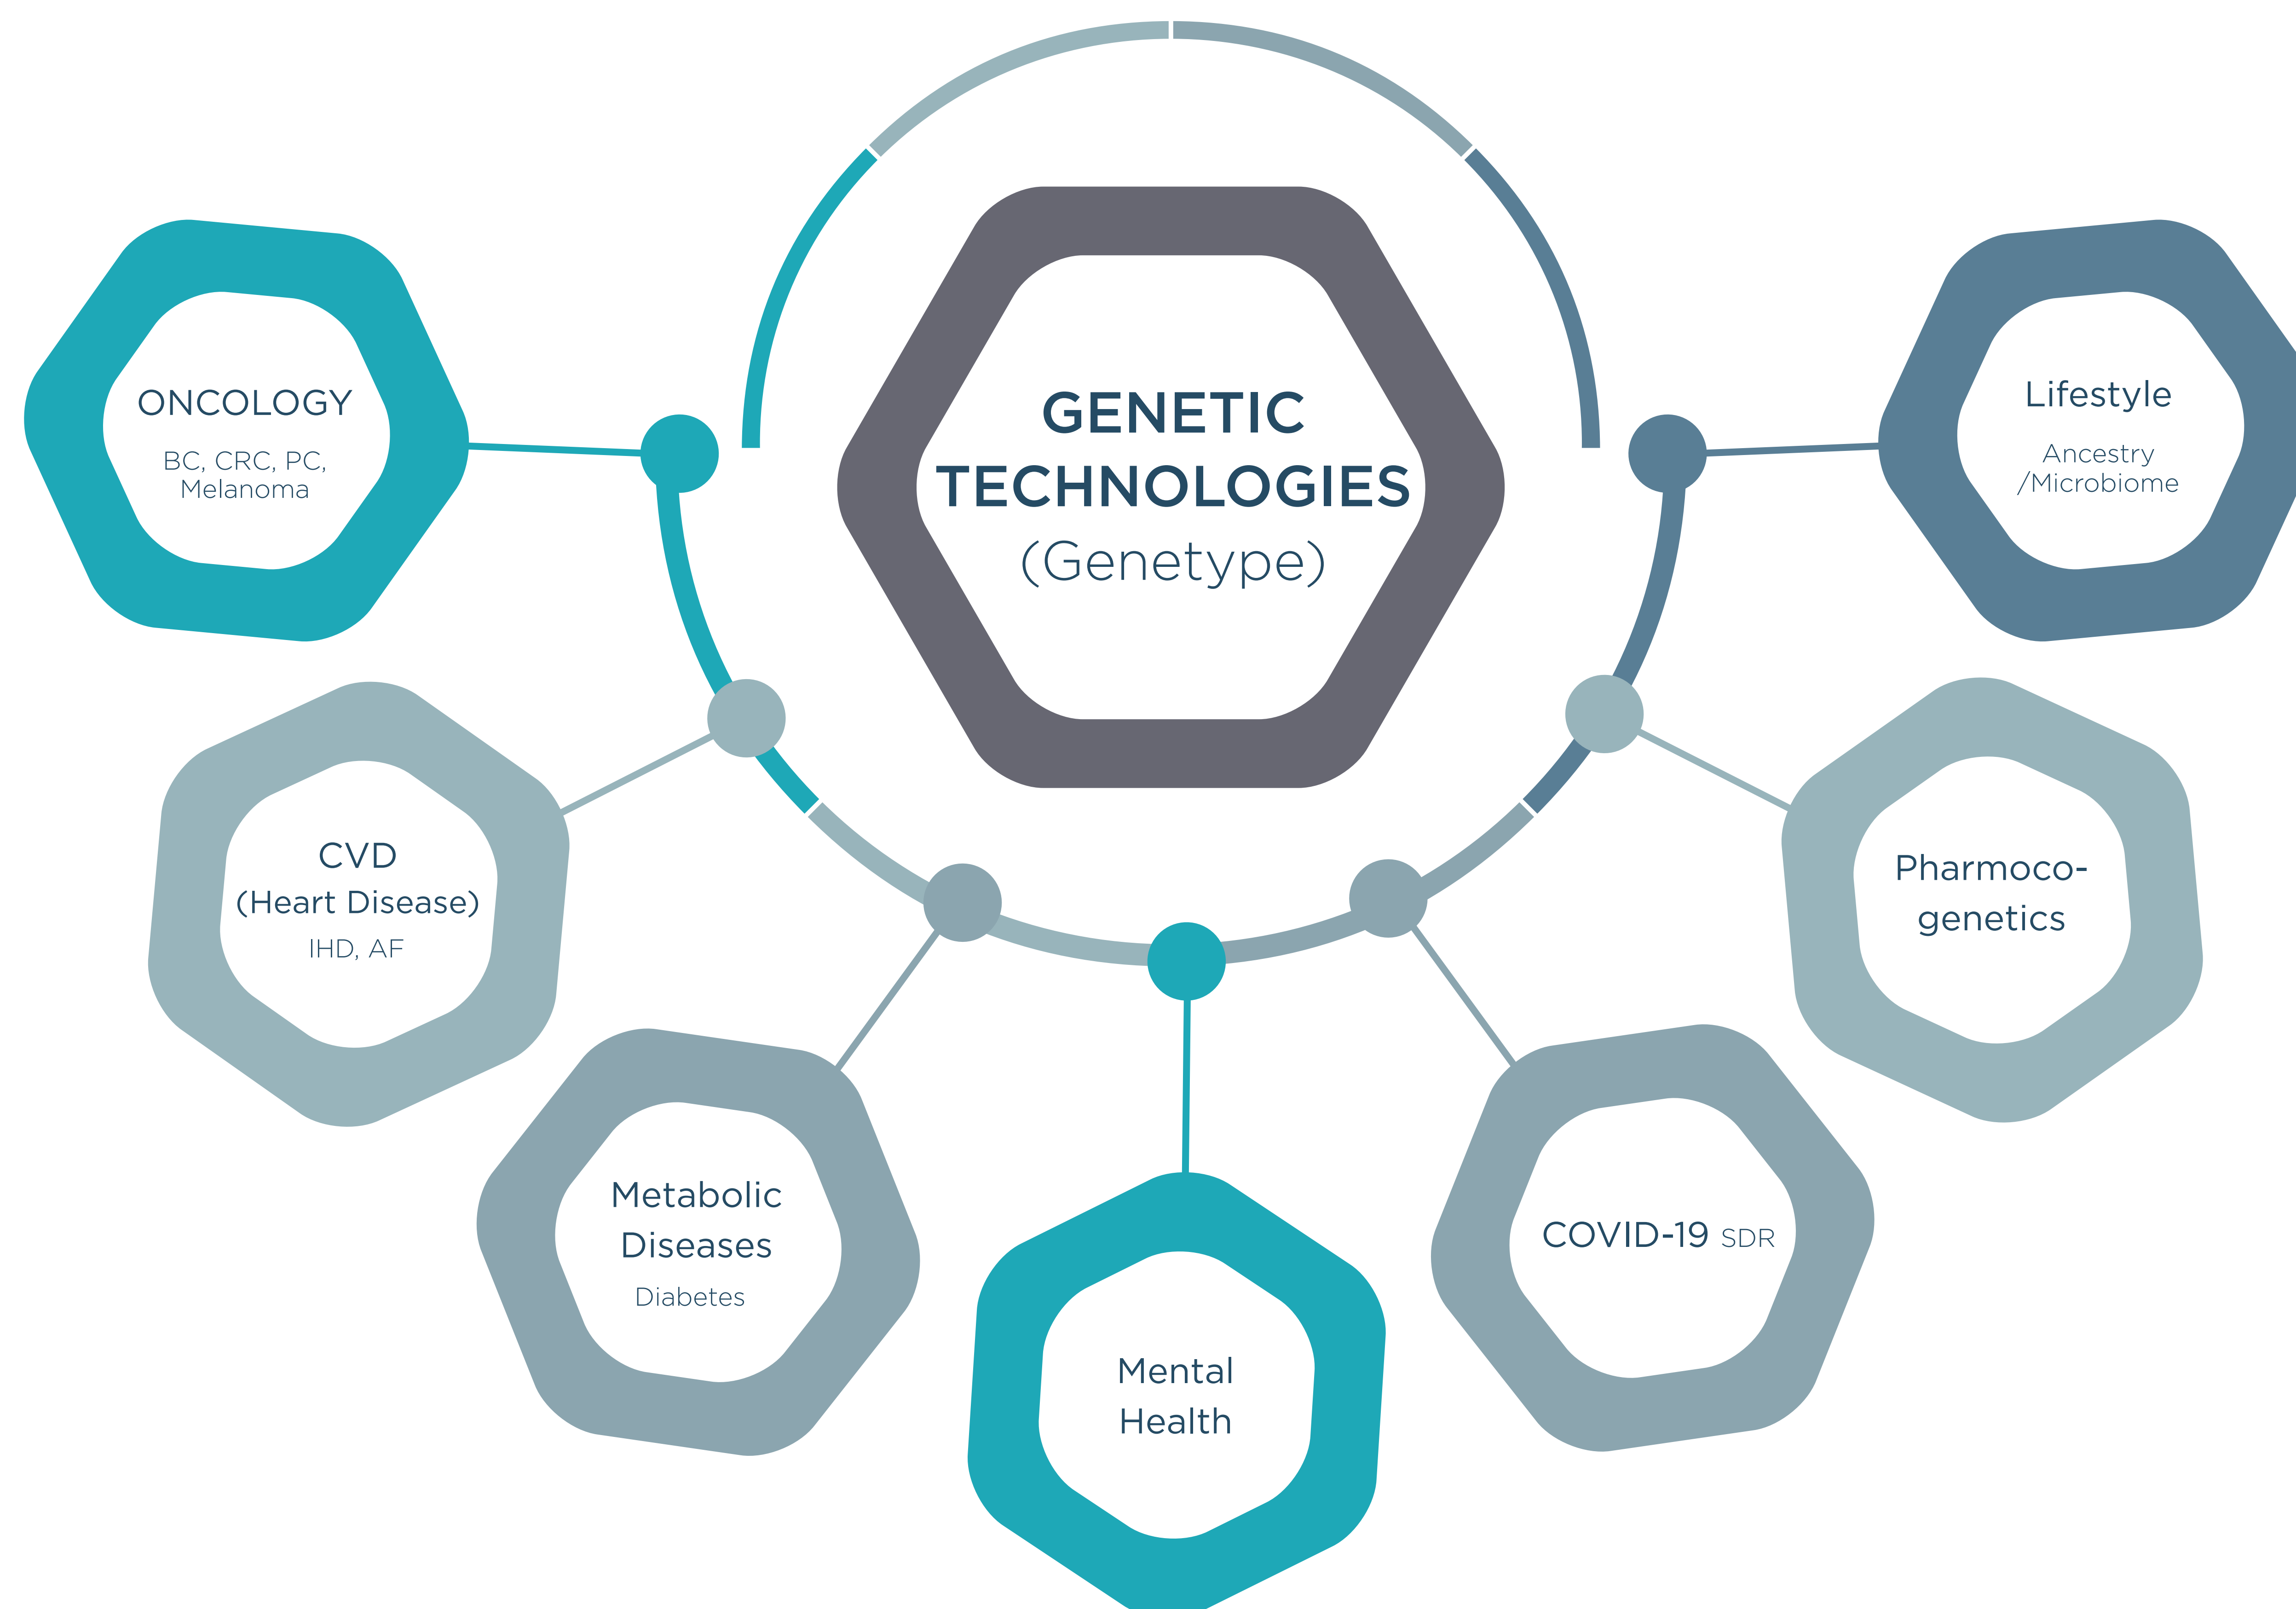 GENETIC
TECHNOLOGIES
(Genetype)
ONCOLOGY
BC, CRC, PC,
Melanoma
CVD
(Heart Disease)
IHD, AF
Metabolic
Diseases
Diabetes
Mental
Health
COVID-19 SDR
Pharmoco-
genetics
Lifestyle
Ancestry
/Microbiome